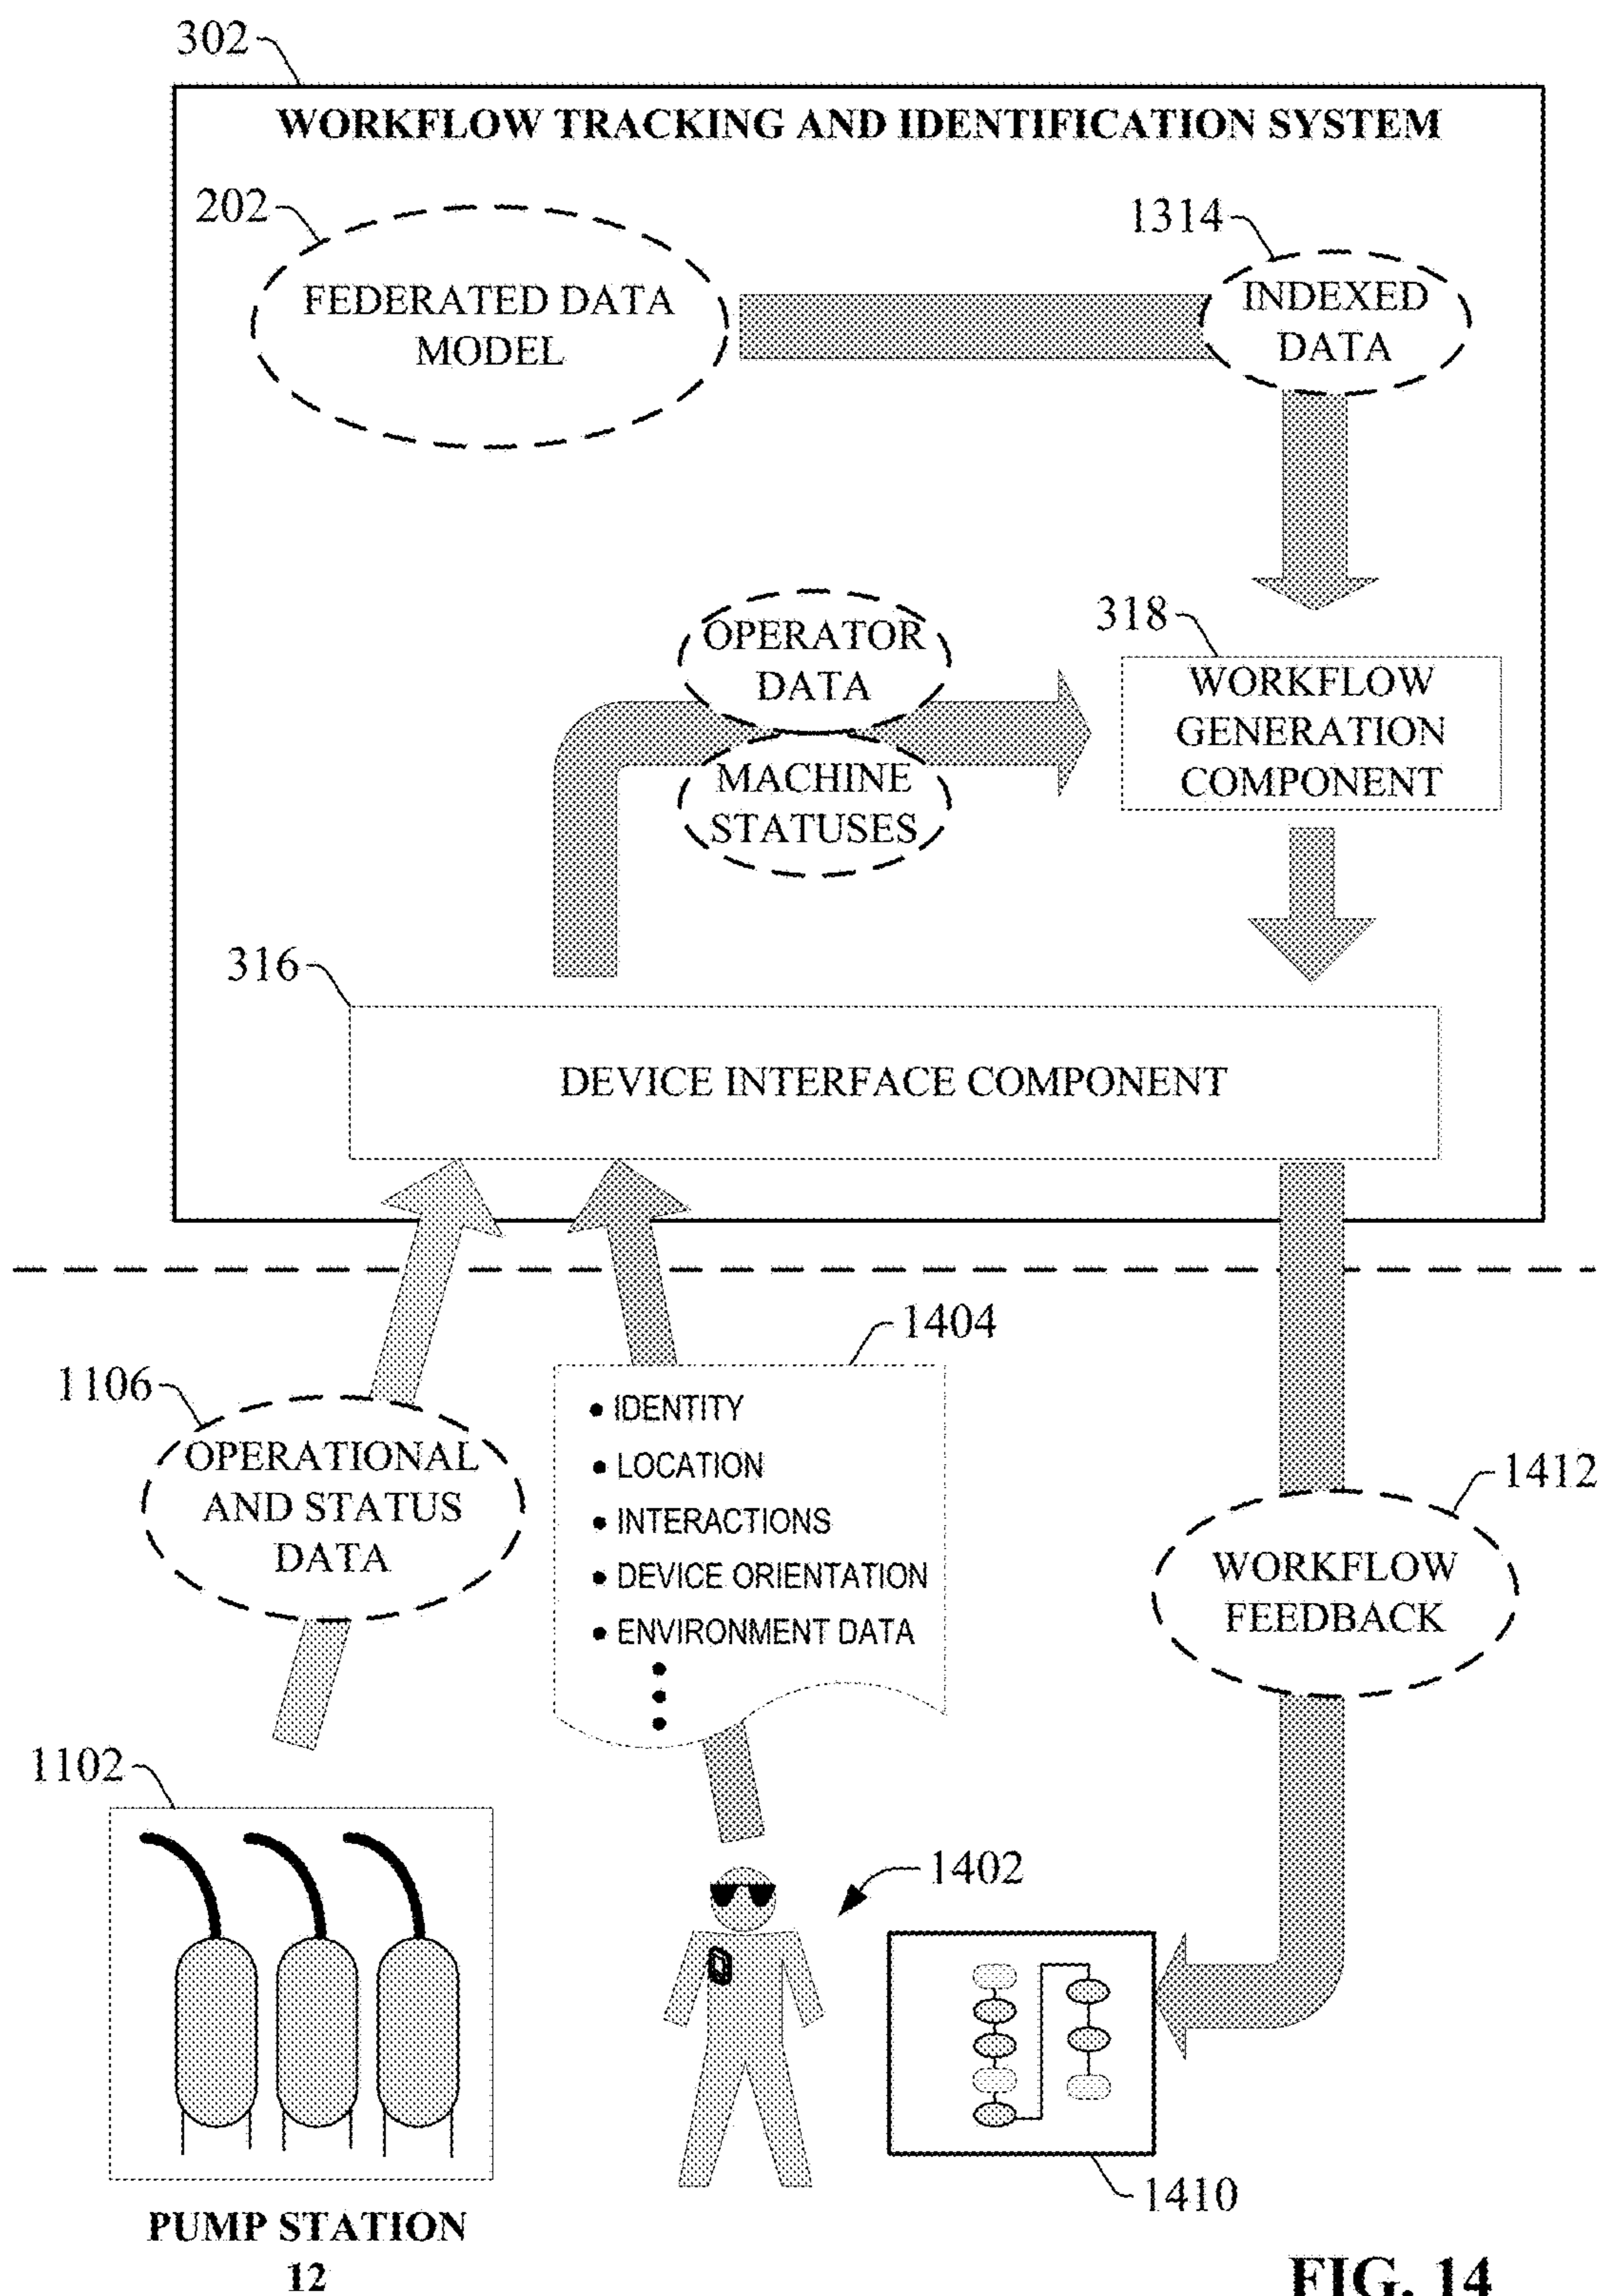 302
WORKFLOW TRACKING AND IDENTIFICATION SYSTEM
202
1314
FEDERATED DATA
MODEL
INDEXED
DATA
OPERATOR
DATA
318
WORKFLOW
GENERATION
COMPONENT
MACHINE
STATUSES
316
DEVICE INTERFACE COMPONENT
1404
1106
OPERATIONAL
AND STATUS
DATA
• IDENTITY
• LOCATION
• INTERACTIONS
• DEVICE ORIENTATION
• ENVIRONMENT DATA
1412
WORKFLOW
FEEDBACK
1102
1402
1410
PUMP STATION
12
FIG. 14